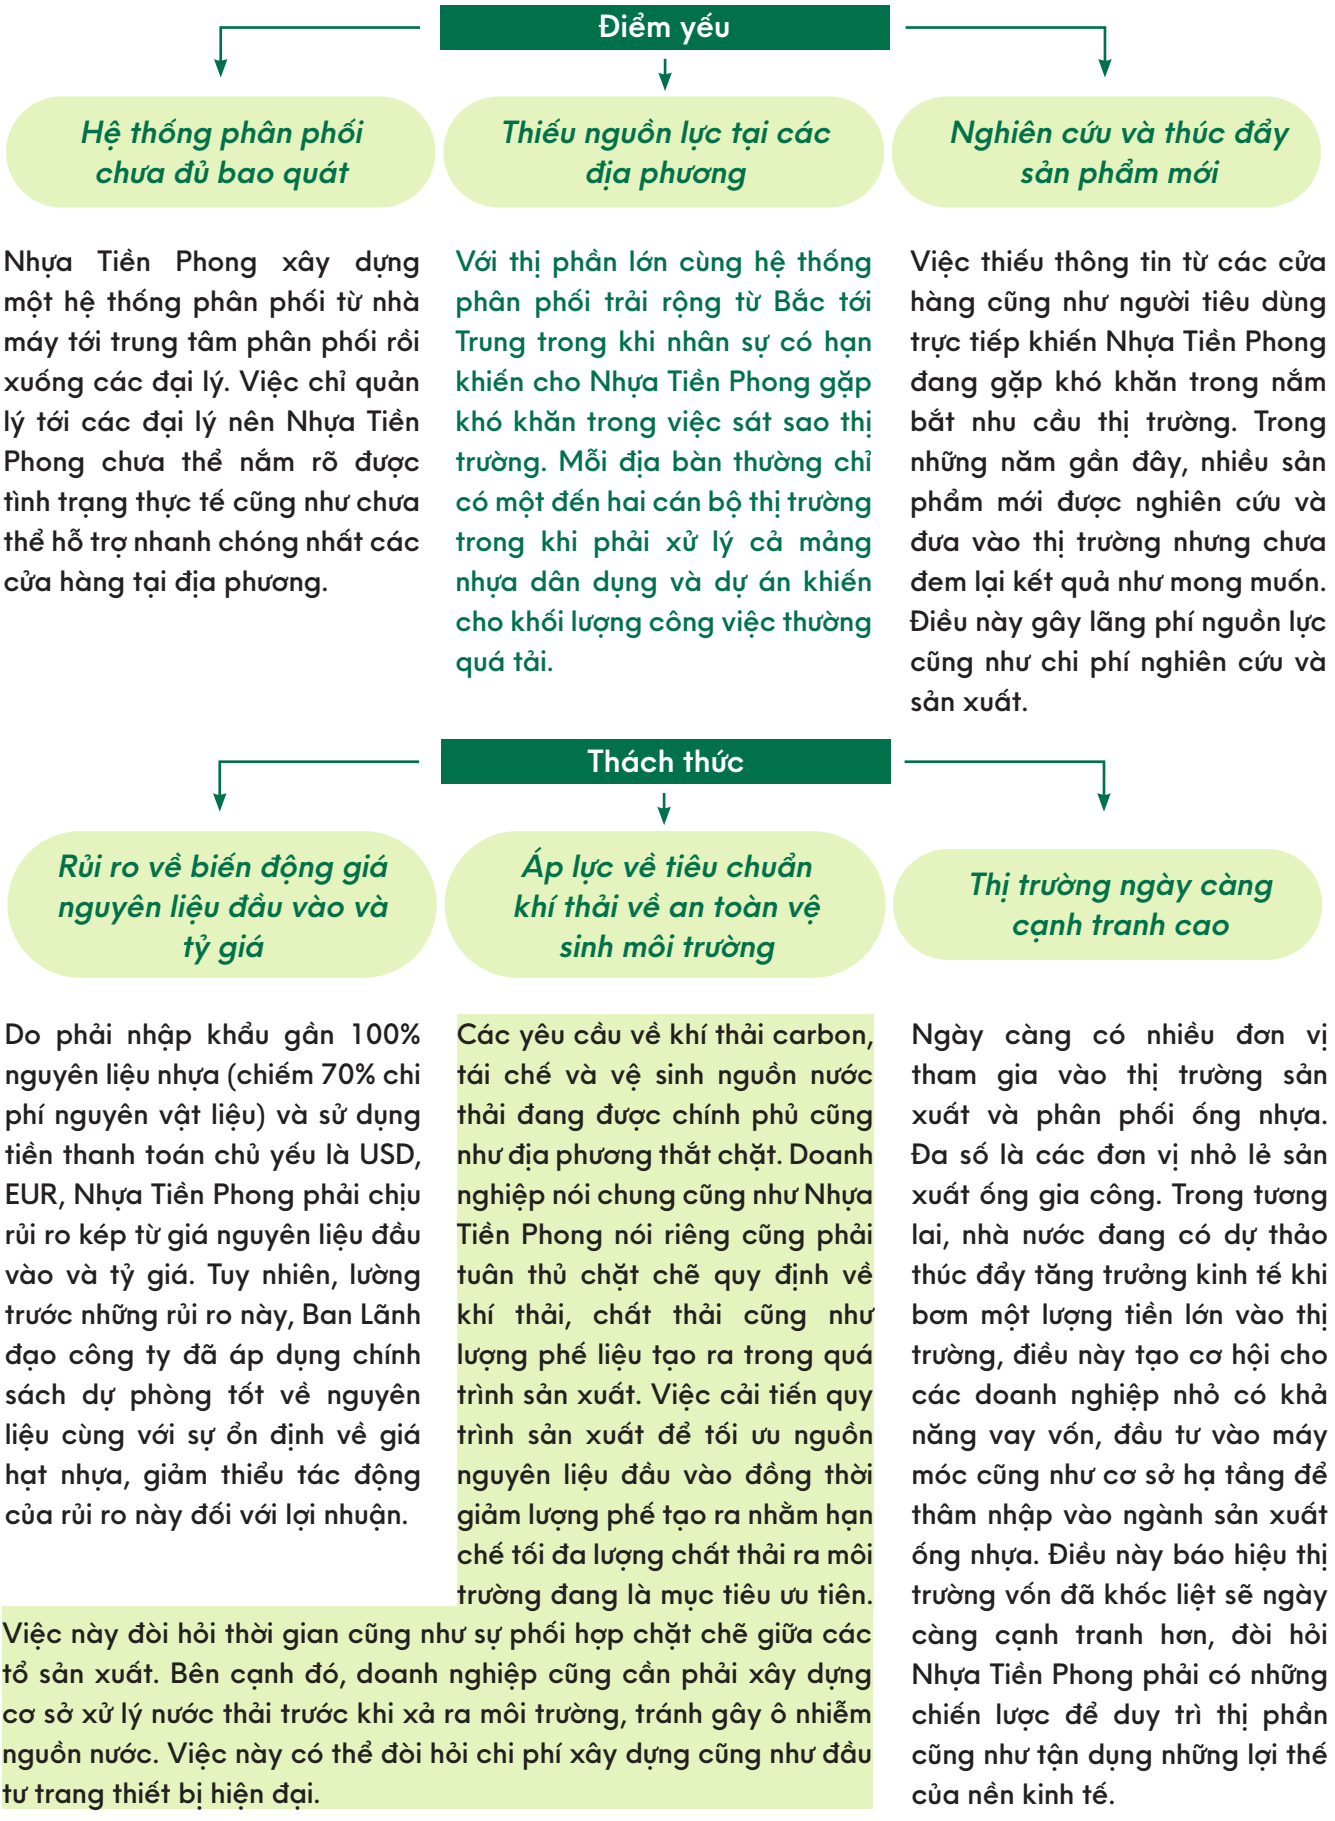 Điểm yếu
Hệ thống phân phối
chưa đủ bao quát
Nhựa Tiền Phong xây dựng
một hệ thống phân phối từ nhà
máy tới trung tâm phân phối rồi
xuống các đại lý. Việc chỉ quản
lý tới các đại lý nên Nhựa Tiền
Phong chưa thể nắm rõ được
tình trạng thực tế cũng như chưa
thể hỗ trợ nhanh chóng nhất các
cửa hàng tại địa phương.
Thiếu nguồn lực tại các
địa phương
Với thị phần lớn cùng hệ thống
phân phối trải rộng từ Bắc tới
Trung trong khi nhân sự có hạn
khiến cho Nhựa Tiền Phong gặp
khó khăn trong việc sát sao thị
trường. Mỗi địa bàn thường chỉ
có một đến hai cán bộ thị trường
trong khi phải xử lý cả mảng
nhựa dân dụng và dự án khiến
cho khối lượng công việc thường
quá tải.
Nghiên cứu và thúc đẩy
sản phẩm mới
Việc thiếu thông tin từ các cửa
hàng cũng như người tiêu dùng
trực tiếp khiến Nhựa Tiền Phong
đang gặp khó khăn trong nắm
bắt nhu cầu thị trường. Trong
những năm gần đây, nhiều sản
phẩm mới được nghiên cứu và
đưa vào thị trường nhưng chưa
đem lại kết quả như mong muốn.
Điều này gây lãng phí nguồn lực
cũng như chi phí nghiên cứu và
sản xuất.
Thách thức
Rủi ro về biến động giá
nguyên liệu đầu vào và
tỷ giá
Do phải nhập khẩu gần 100%
nguyên liệu nhựa (chiếm 70% chi
phí nguyên vật liệu) và sử dụng
tiền thanh toán chủ yếu là USD,
EUR, Nhựa Tiền Phong phải chịu
rủi ro kép từ giá nguyên liệu đầu
vào và tỷ giá. Tuy nhiên, lường
trước những rủi ro này, Ban Lãnh
đạo công ty đã áp dụng chính
sách dự phòng tốt về nguyên
liệu cùng với sự ổn định về giá
hạt nhựa, giảm thiểu tác động
của rủi ro này đối với lợi nhuận.
Áp lực về tiêu chuẩn
khí thải về an toàn vệ
sinh môi trường
Các yêu cầu về khí thải carbon,
tái chế và vệ sinh nguồn nước
thải đang được chính phủ cũng
như địa phương thắt chặt. Doanh
nghiệp nói chung cũng như Nhựa
Tiền Phong nói riêng cũng phải
tuân thủ chặt chẽ quy định về
khí thải, chất thải cũng như
lượng phế liệu tạo ra trong quá
trình sản xuất. Việc cải tiến quy
trình sản xuất để tối ưu nguồn
nguyên liệu đầu vào đồng thời
giảm lượng phế tạo ra nhằm hạn
chế tối đa lượng chất thải ra môi
trường đang là mục tiêu ưu tiên.
Việc này đòi hỏi thời gian cũng như sự phối hợp chặt chẽ giữa các
tổ sản xuất. Bên cạnh đó, doanh nghiệp cũng cần phải xây dựng
cơ sở xử lý nước thải trước khi xả ra môi trường, tránh gây ô nhiễm
nguồn nước. Việc này có thể đòi hỏi chi phí xây dựng cũng như đầu
tư trang thiết bị hiện đại.
Thị trường ngày càng
cạnh tranh cao
Ngày càng có nhiều đơn vị
tham gia vào thị trường sản
xuất và phân phối ống nhựa.
Đa số là các đơn vị nhỏ lẻ sản
xuất ống gia công. Trong tương
lai, nhà nước đang có dự thảo
thúc đẩy tăng trưởng kinh tế khi
bơm một lượng tiền lớn vào thị
trường, điều này tạo cơ hội cho
các doanh nghiệp nhỏ có khả
năng vay vốn, đầu tư vào máy
móc cũng như cơ sở hạ tầng để
thâm nhập vào ngành sản xuất
ống nhựa. Điều này báo hiệu thị
trường vốn đã khốc liệt sẽ ngày
càng cạnh tranh hơn, đòi hỏi
Nhựa Tiền Phong phải có những
chiến lược để duy trì thị phần
cũng như tận dụng những lợi thế
của nền kinh tế.